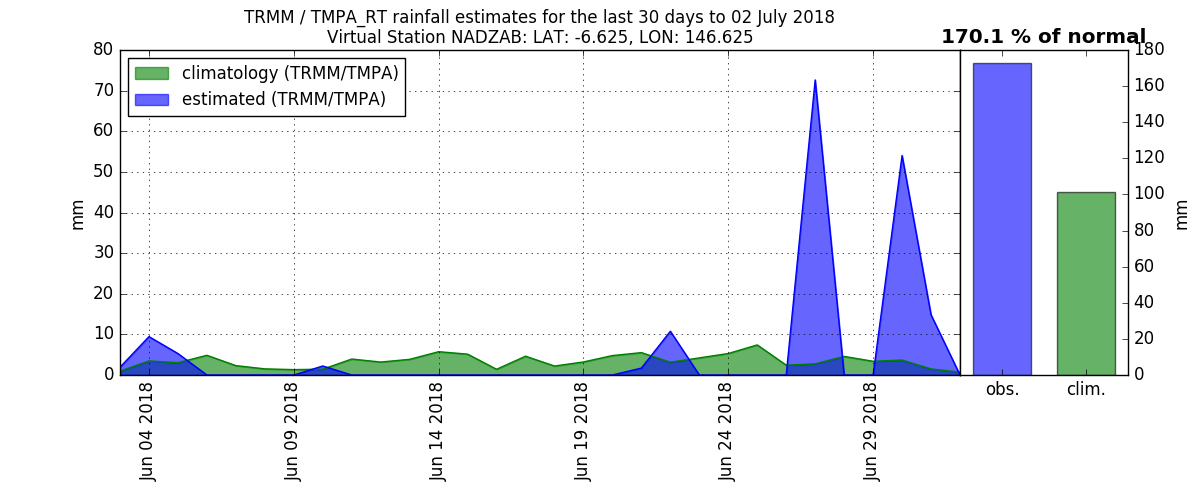 TRMM / TMPA_RT rainfall estimates for the last 30 days to 02 July 2018
Virtual Station NADZAB: LAT: -6.625, LON: 146.625
170.1 % of normal
climatology (TRMM/TMPA)
estimated (TRMM/TMPA)
mm
80
70
60
50
40
30
20
10
0
Jun 04 2018
Jun 09 2018
Jun 14 2018
Jun 19 2018
Jun 24 2018
Jun 29 2018
obs.
clim.
180
160
140
120
100
80
60
40
20
0
mm